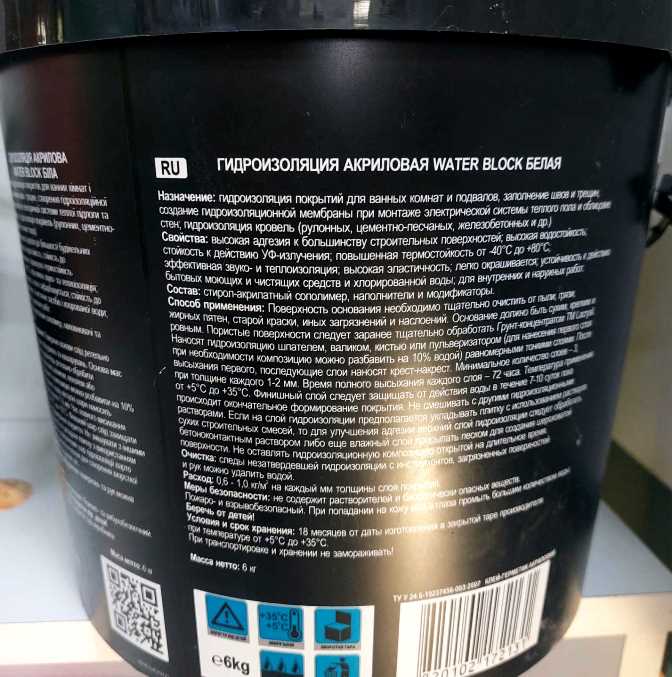 RU
ГИДРОИЗОЛЯЦИЯ АКРИЛОВАЯ WATER BLOCK БЕЛАЯ
Назначение: гидроизоляция покрытий для ванных комнат и подвалов, заполнение швов и трещин,
создание гидроизоляционной мембраны при монтаже электрической системы теплого пола и облицовке
стен, гидроизоляция кровель (рулонных, цементно-песчаных, железобетонных и др.)
Свойства: высокая адгезия к большинству строительных поверхностей; высокая водостойкость;
стойкость к действию УФ-излучения; повышенная термостойкость от -40°С до +80°С;
эффективная звуко- и теплоизоляция; высокая эластичность; легко окрашивается; устойчивость к действию
бытовых моющих и чистящих средств и хлорированной воды; для внутренних и наружных работ.
Состав: стирол-акрилатный сополимер, наполнители и модификаторы.
Способ применения: Поверхность основания необходимо тщательно очистить от пыли, грязи,
жирных пятен, старой краски, иных загрязнений и наслоений. Основание должно быть сухим, крепким и
ровным. Пористые поверхности следует заранее тщательно обработать Грунт-концентратом ТМ Lacrysil.
Наносят гидроизоляцию шпателем, валиком, кистью или пульверизатором (для нанесения первого слоя
при необходимости композицию можно разбавить на 10% водой) равномерными тонкими слоями. После
высыхания первого, последующие слои наносят крест-накрест. Минимальное количество слоев – 2,
при толщине каждого 1-2 мм. Время полного высыхания каждого слоя – 72 часа. Температура применения
от +5°С до +35°С. Финишный слой следует защищать от действия воды в течение 7-10 суток пока
происходит окончательное формирование покрытия. Не смешивать с другими гидроизоляционными
растворами. Если на слой гидроизоляции предполагается укладывать плитку с использованием
сухих строительных смесей, то для улучшения адгезии верхний слой гидроизоляции следует обработать
бетоноконтактным раствором либо еще влажный слой присыпать песком для создания шероховатой
поверхности. Не оставлять гидроизоляционную композицию открытой на длительное время.
Очистка: следы незатвердевшей гидроизоляции с инструментов, загрязненных поверхностей
и рук можно удалить водой.
Расход: 0,6 - 1,0 кг/м² на каждый мм толщины слоя покрытия.
Меры безопасности: не содержит растворителей и биологически опасных веществ.
Пожаро- и взрывобезопасный. При попадании на кожу или в глаза промыть большим количеством воды.
Беречь от детей!
Условия и срок хранения: 18 месяцев от даты изготовления в закрытой таре производителя
при температуре от +5°С до +35°С.
При транспортировке и хранении не замораживать!
Масса нетто: 6 кг
АКРИЛОВА
WATER BLOCK БІЛА
+35°C
+5°C
℮6kg